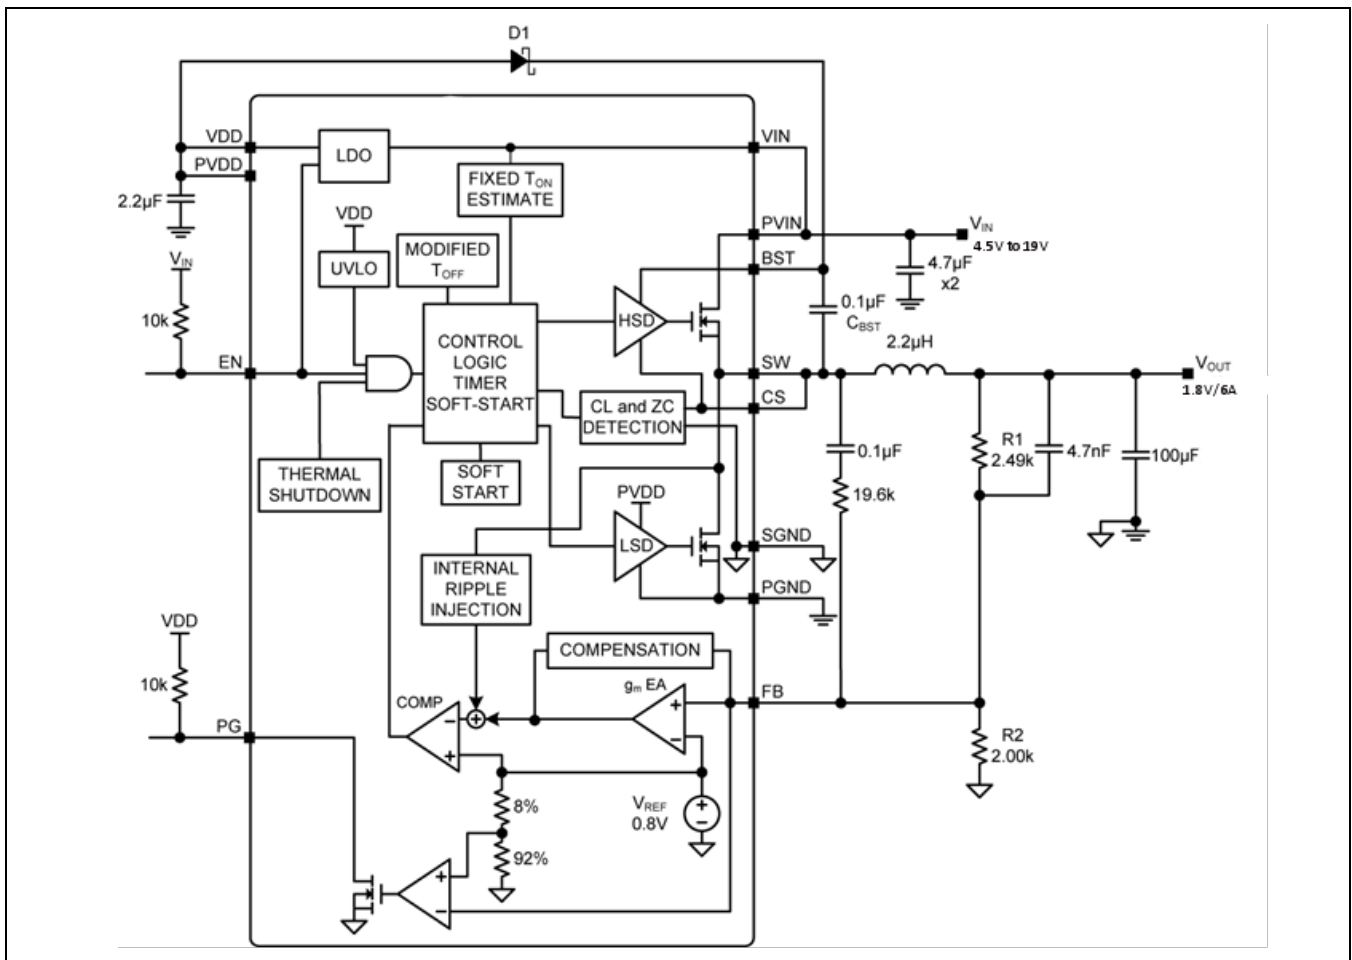 D1
VDD
LDO
VIN
PVDD
FIXED TON
ESTIMATE
2.2µF
VDD
PVIN
VIN
4.5V to 19V
MODIFIED
TOFF
VIN
UVLO
BST
4.7µF
x2
10k
HSD
0.1µF
CBST
CONTROL
LOGIC
TIMER
SOFT-START
2.2µH
EN
SW
VOUT
1.8V/6A
CS
CL and ZC
DETECTION
R1
2.49k
4.7nF
0.1µF
100µF
THERMAL
SHUTDOWN
SOFT
START
19.6k
PVDD
LSD
SGND
INTERNAL
RIPPLE
INJECTION
PGND
VDD
COMPENSATION
10k
gm EA
FB
COMP
+
−
−
+
+
−
PG
R2
2.00k
8%
VREF
0.8V
+
−
92%
+
−